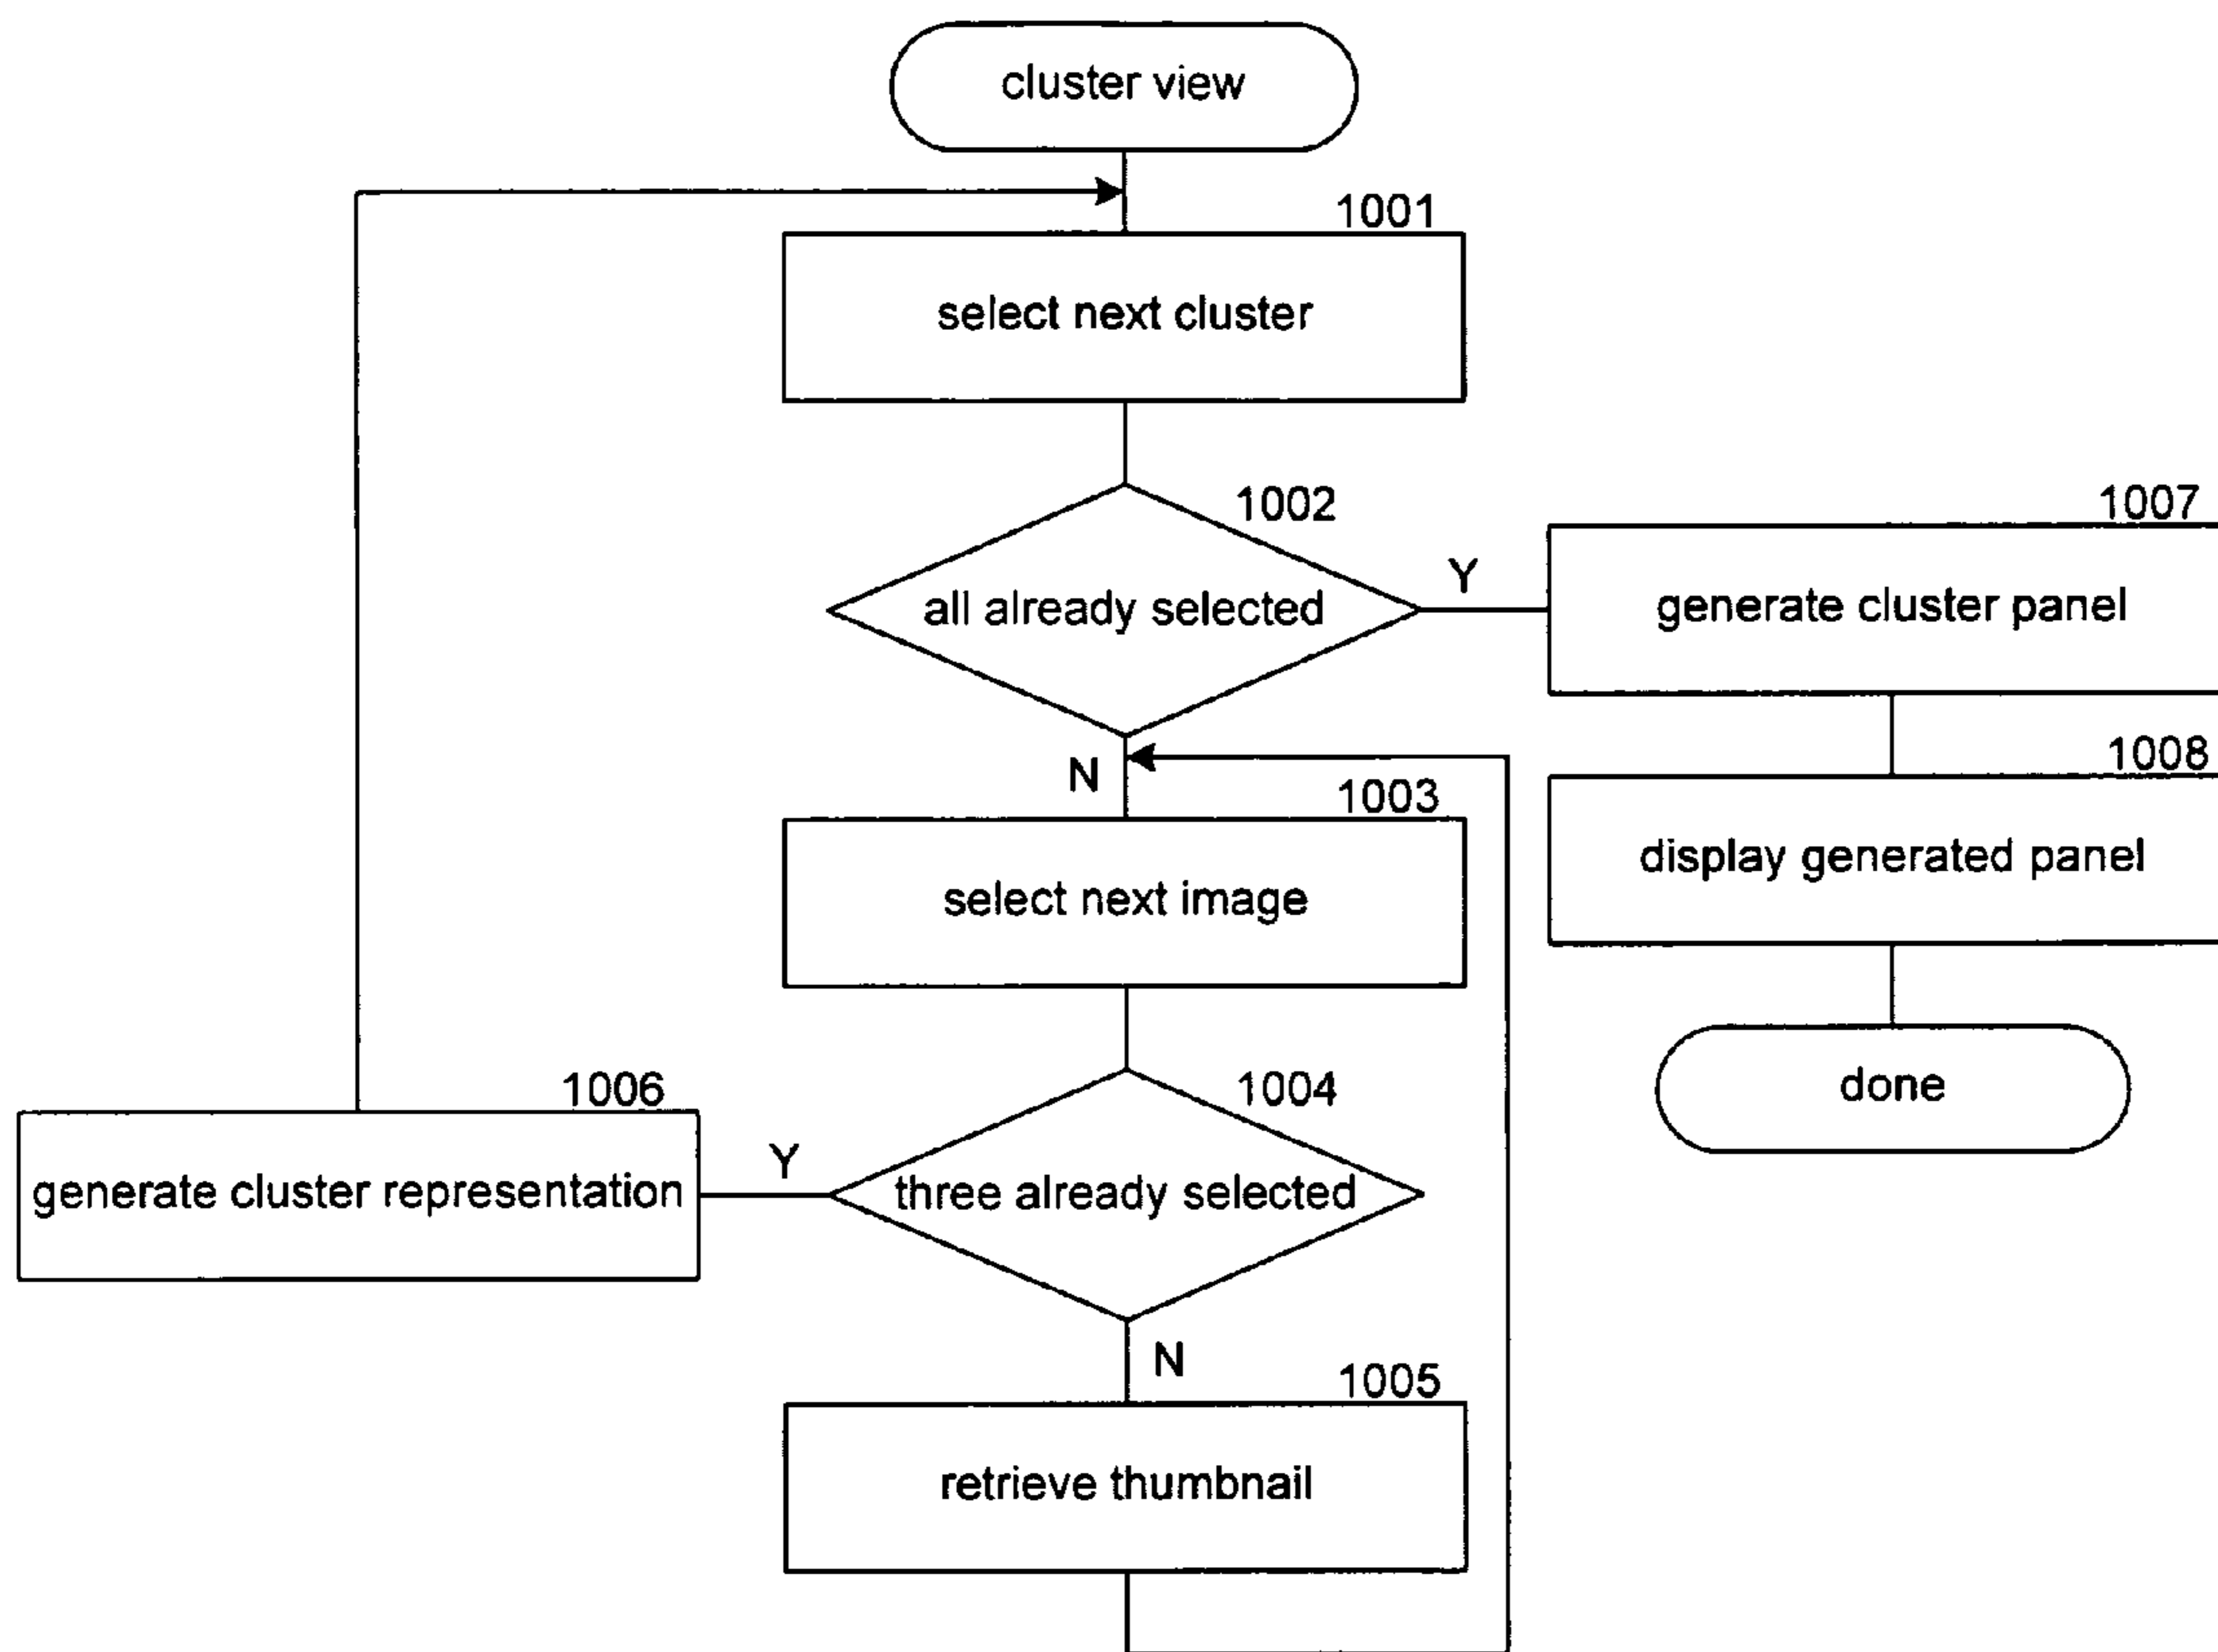 cluster view
1001
select next cluster
1002
all already selected
Y
1007
generate cluster panel
N
1008
display generated panel
1003
select next image
done
1004
three already selected
Y
1006
generate cluster representation
N
1005
retrieve thumbnail